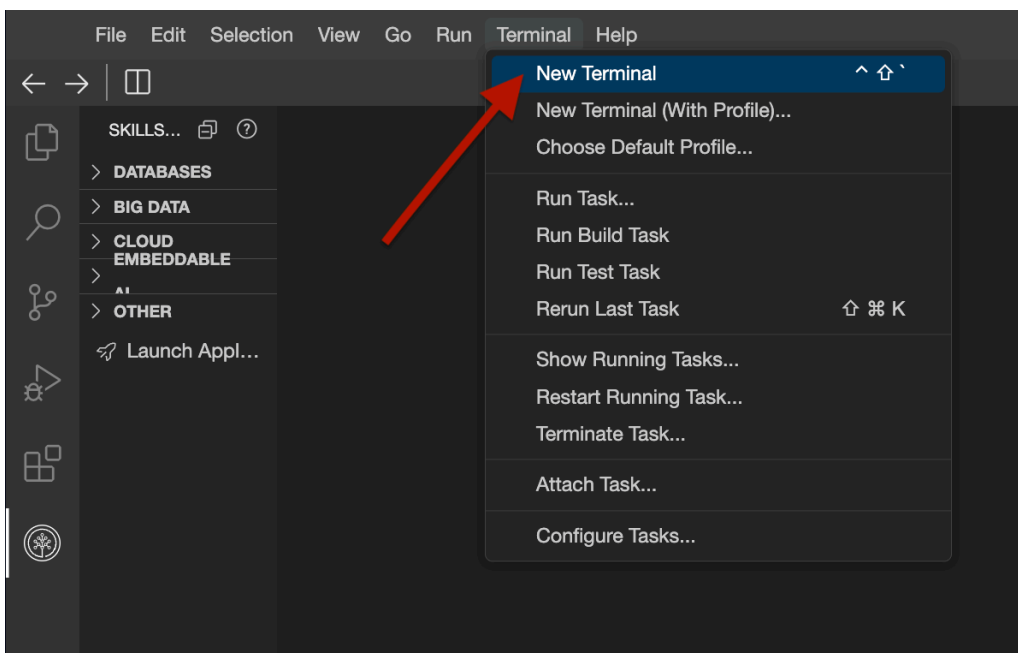 File Edit Selection View Go Run Terminal Help
SKILLS...
DATABASES
BIG DATA
CLOUD
EMBEDDABLE
AI
OTHER
Launch Appl...
New Terminal ^ ⇧ `
New Terminal (With Profile)...
Choose Default Profile...
Run Task...
Run Build Task
Run Test Task
Rerun Last Task ⇧ ⌘ K
Show Running Tasks...
Restart Running Task...
Terminate Task...
Attach Task...
Configure Tasks...